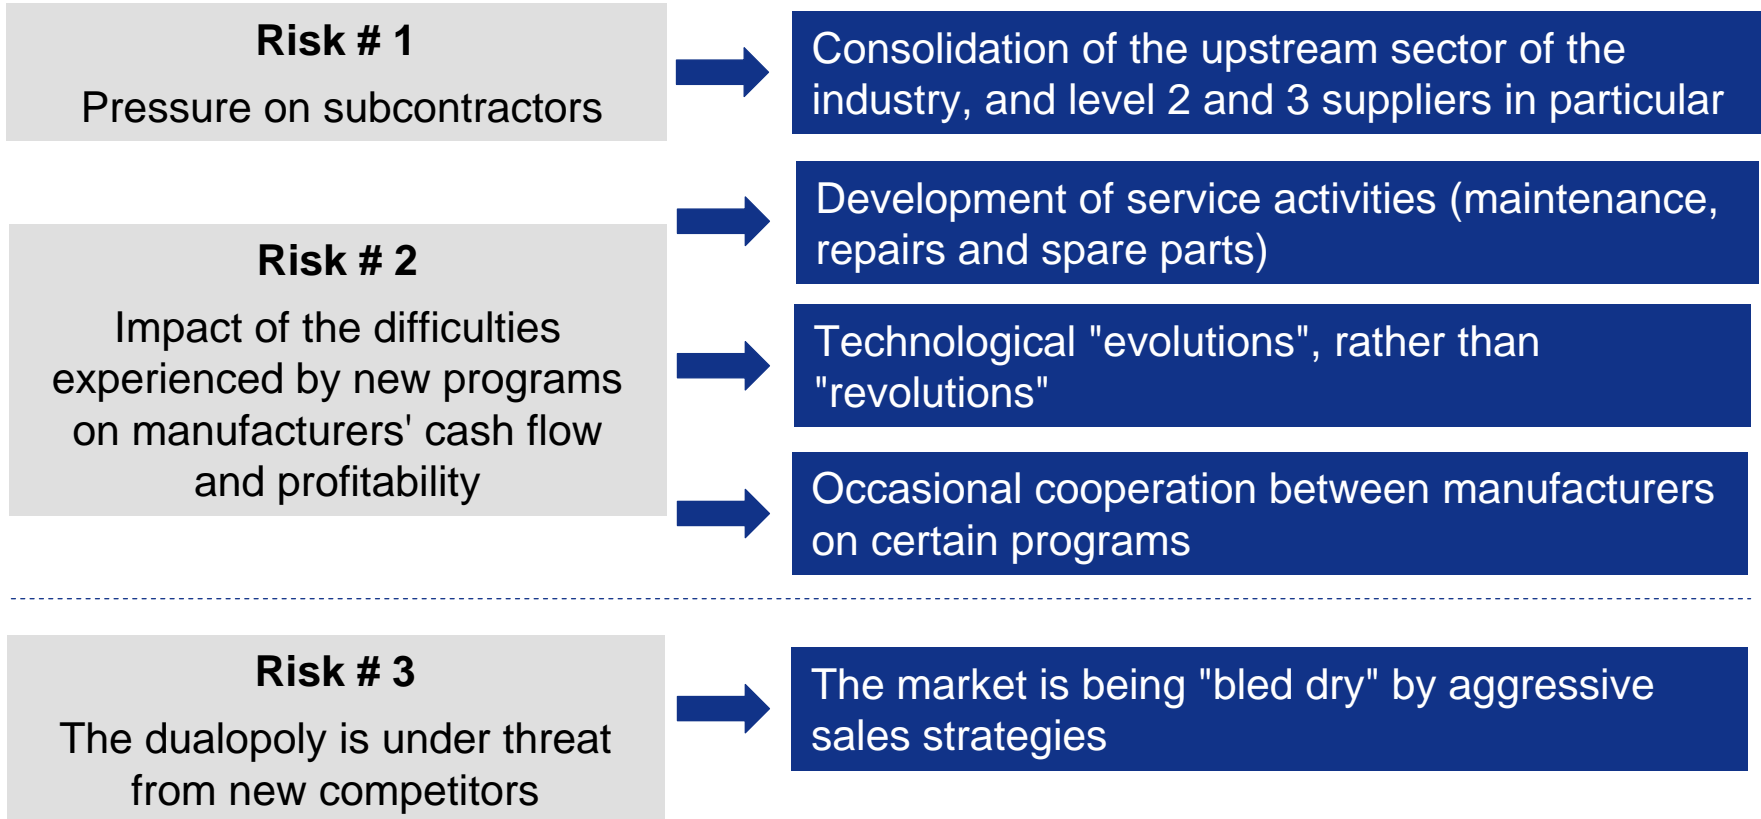 Risk # 1
Pressure on subcontractors
Consolidation of the upstream sector of the
industry, and level 2 and 3 suppliers in particular
Risk # 2
Impact of the difficulties
experienced by new programs
on manufacturers' cash flow
and profitability
Development of service activities (maintenance,
repairs and spare parts)
Technological "evolutions", rather than
"revolutions"
Occasional cooperation between manufacturers
on certain programs
Risk # 3
The dualopoly is under threat
from new competitors
The market is being "bled dry" by aggressive
sales strategies